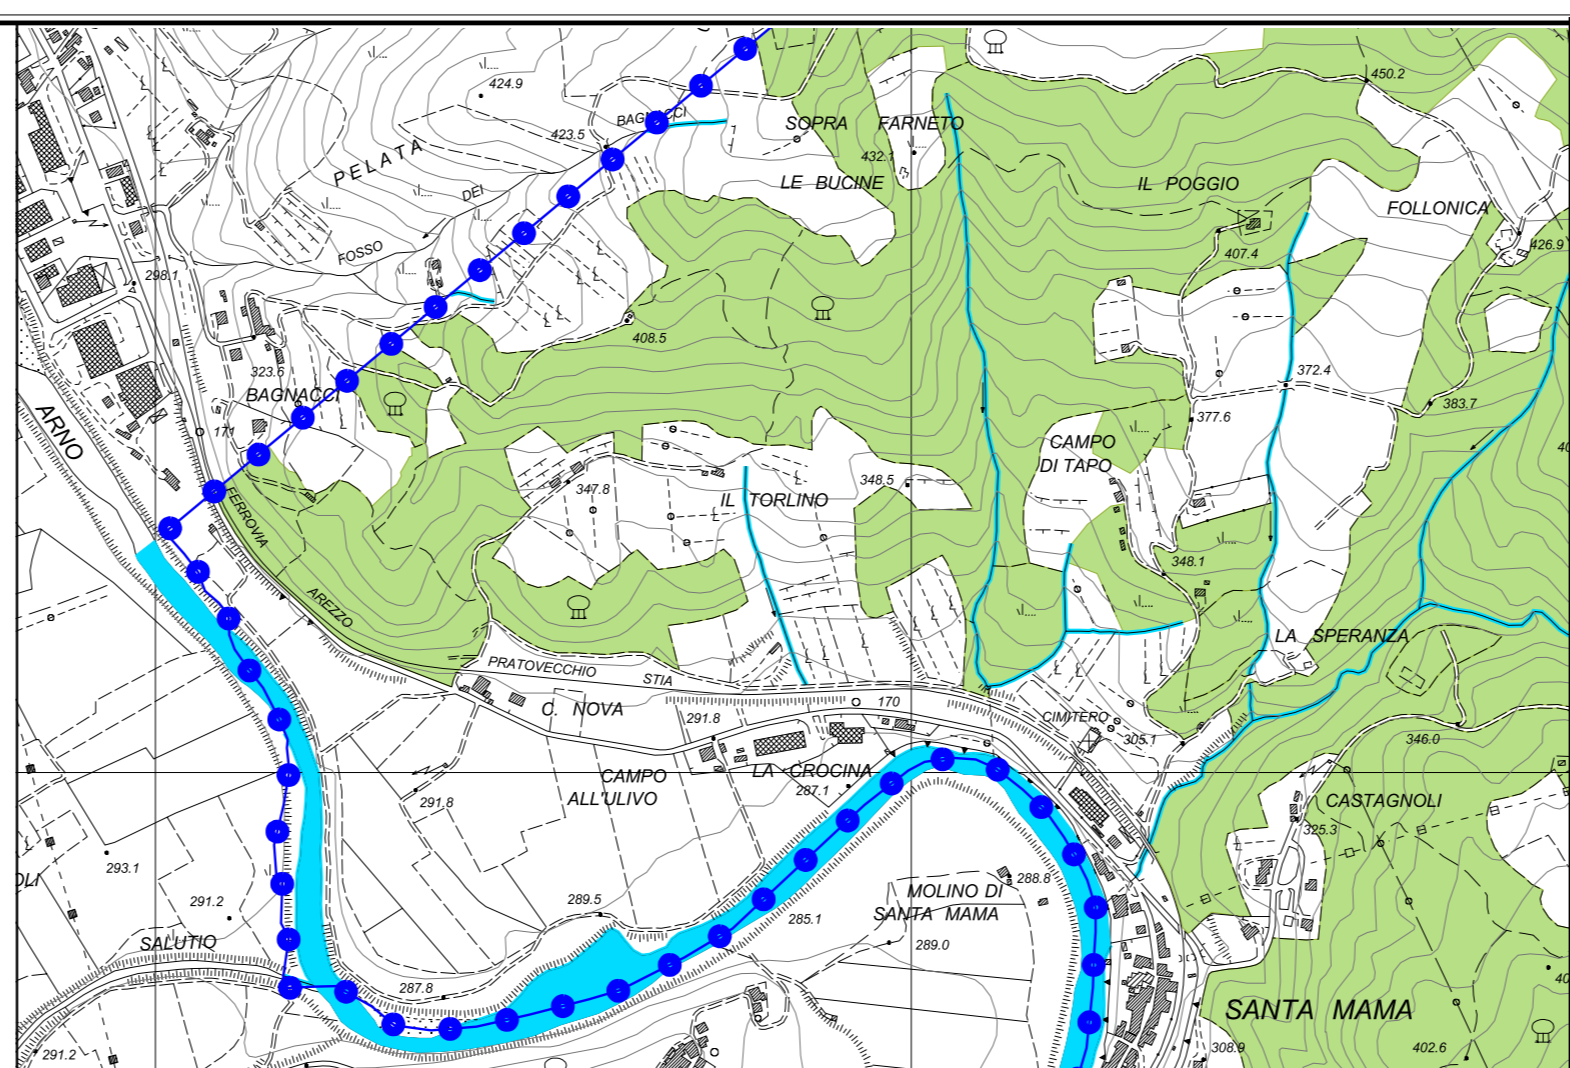 450.2
424.9
BAGNACCI
423.5
SOPRA FARNETO
PELATA
432.1
LE BUCINE
IL POGGIO
DEI
FOLLONICA
FOSSO
407.4
426.9
298.1
408.5
323.6
372.4
BAGNACCI
383.7
ARNO
171
377.6
CAMPO
DI TAPO
347.8
348.5
IL TORLINO
FERROVIA
348.1
AREZZO
LA SPERANZA
PRATOVECCHIO
STIA
C. NOVA
291.8
170
CIMITERO
305.1
346.0
CAMPO
ALL'ULIVO
LA CROCINA
287.1
291.8
CASTAGNOLI
325.3
293.1
OLI
288.8
MOLINO DI
SANTA MAMA
291.2
289.5
285.1
SALUTIO
289.0
287.8
SANTA MAMA
291.2
308.9
402.6